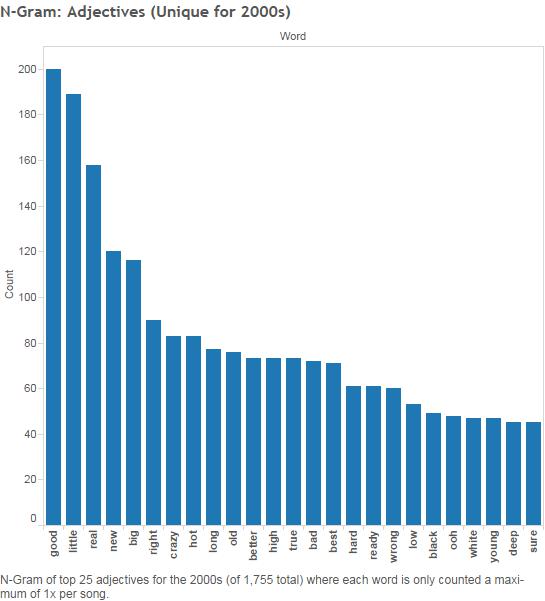 N-Gram: Adjectives (Unique for 2000s)
Word
200
180
160
140
120
100
80
60
40
20
0
Count
good
little
real
new
big
right
crazy
hot
long
old
better
high
true
bad
best
hard
ready
wrong
low
black
ooh
white
young
deep
sure
N-Gram of top 25 adjectives for the 2000s (of 1,755 total) where each word is only counted a maxi-
mum of 1x per song.